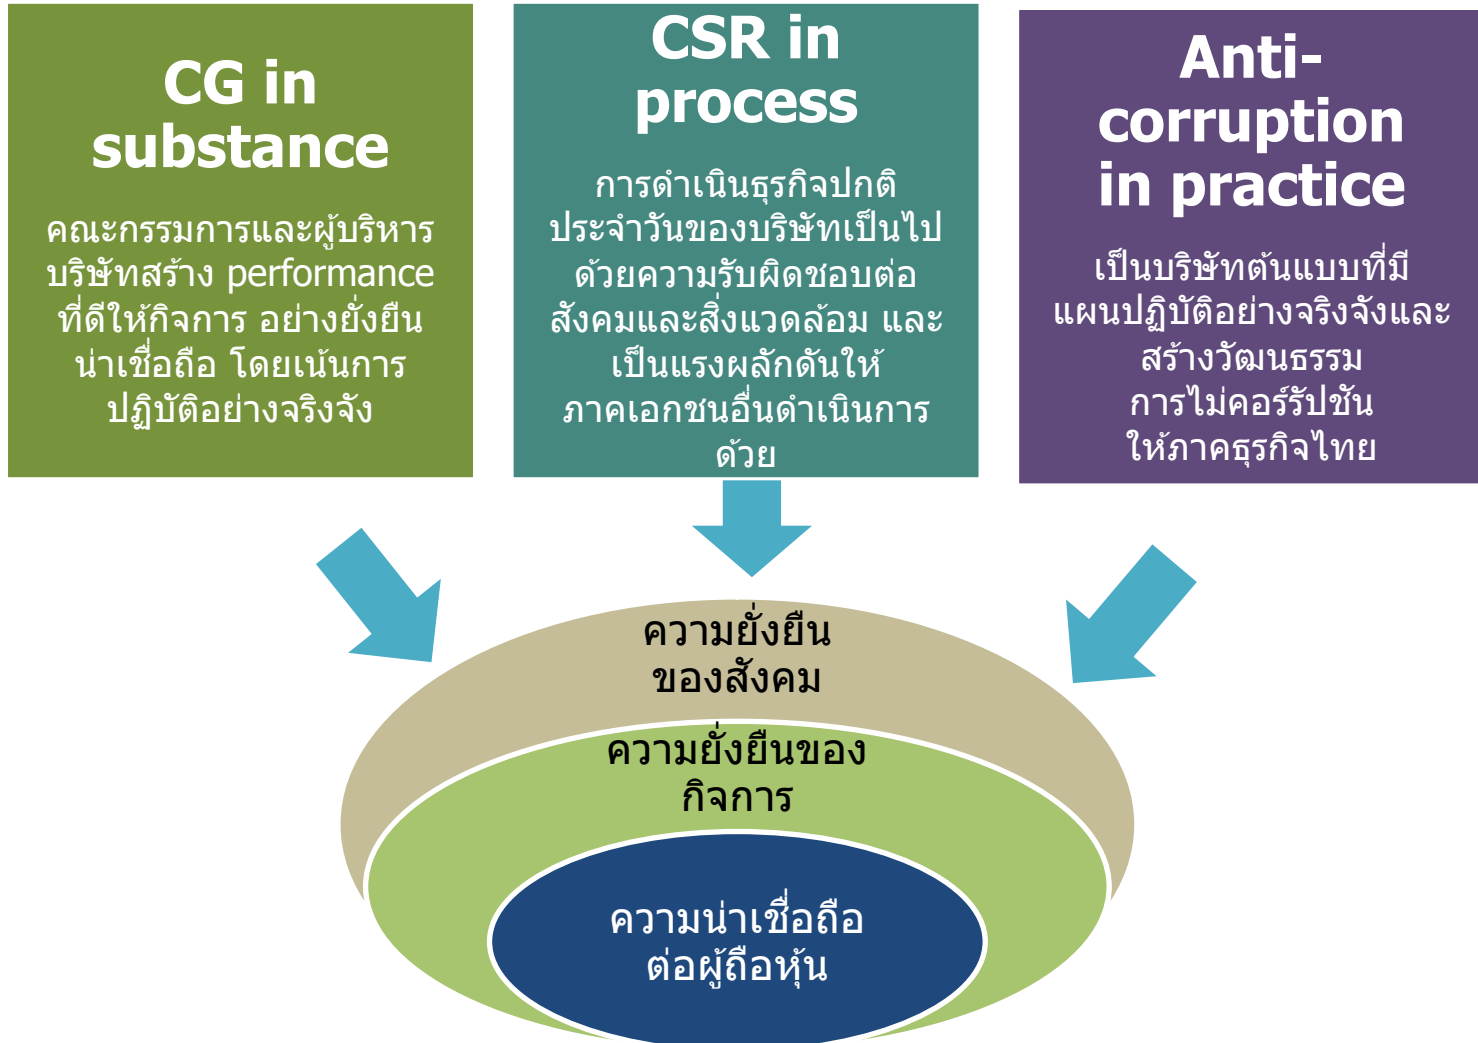 CG in
substance
คณะกรรมการและผู้บริหาร
บริษัทสร้าง performance
ที่ดีให้กิจการ อย่างยั่งยืน
น่าเชื่อถือ โดยเน้นการ
ปฏิบัติอย่างจริงจัง
CSR in
process
การดำเนินธุรกิจปกติ
ประจำวันของบริษัทเป็นไป
ด้วยความรับผิดชอบต่อ
สังคมและสิ่งแวดล้อม และ
เป็นแรงผลักดันให้
ภาคเอกชนอื่นดำเนินการ
ด้วย
Anti-
corruption
in practice
เป็นบริษัทต้นแบบที่มี
แผนปฏิบัติอย่างจริงจังและ
สร้างวัฒนธรรม
การไม่คอร์รัปชัน
ให้ภาคธุรกิจไทย
ความยั่งยืน
ของสังคม
ความยั่งยืนของ
กิจการ
ความน่าเชื่อถือ
ต่อผู้ถือหุ้น